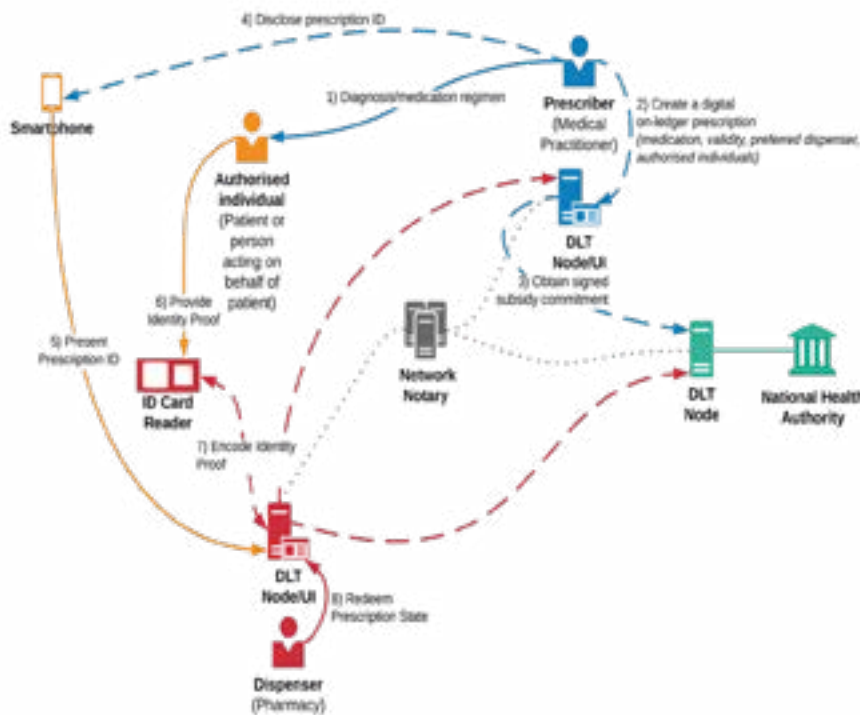 4) Disclose prescription ID
1) Diagnosis/medication regimen
Prescriber
(Medical
Practitioner)
2) Create a digital
on-ledger prescription
(medication, validity, preferred dispenser,
authorised individuals)
Smartphone
Authorised
individual
(Patient or
person
acting on
behalf of
patient)
DLT
Node/UI
3) Obtain signed
subsidy commitment
6) Provide
Identity Proof
5) Present
Prescription ID
Network
Notary
DLT
Node
National Health
Authority
ID Card
Reader
7) Encode Identity
Proof
DLT
Node/UI
8) Redeem
Prescription State
Dispenser
(Pharmacy)